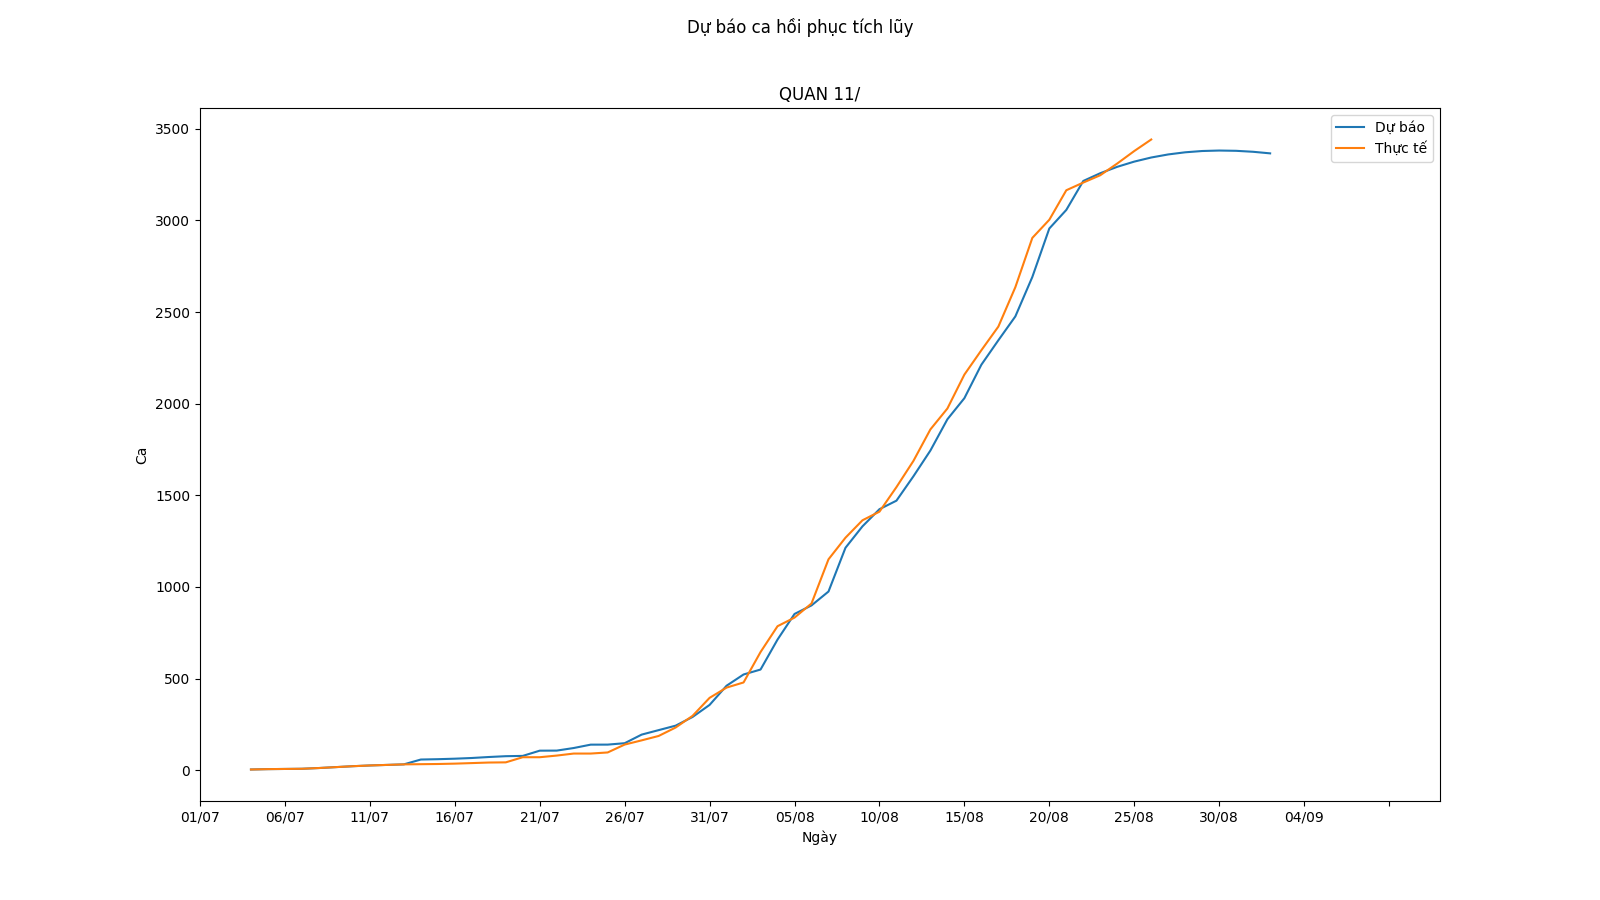 Dự báo ca hồi phục tích lũy
QUAN 11/
Dự báo
Thực tế
3500
3000
2500
2000
1500
1000
500
0
Ca
01/07 06/07 11/07 16/07 21/07 26/07 31/07 05/08 10/08 15/08 20/08 25/08 30/08 04/09
Ngày